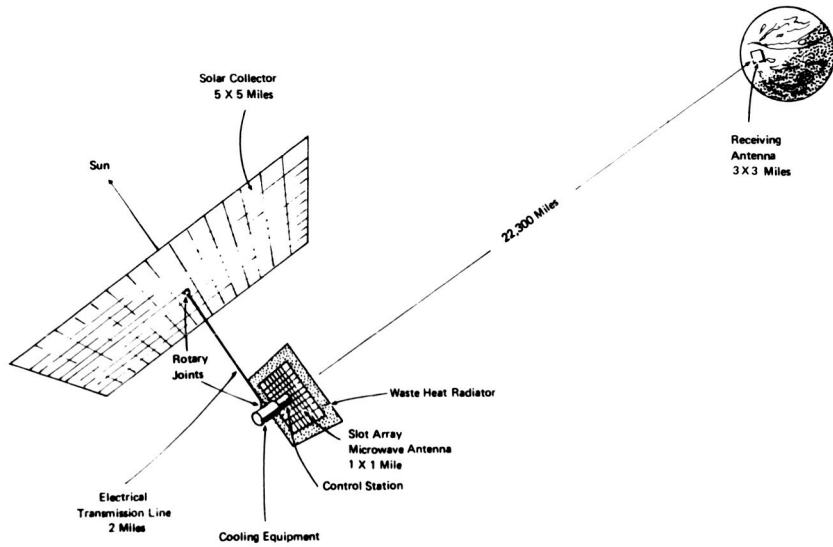 Solar Collector
5 X 5 Miles
Sun
Receiving
Antenna
3 X 3 Miles
22,300 Miles
Rotary
Joints
Waste Heat Radiator
Slot Array
Microwave Antenna
1 X 1 Mile
Control Station
Electrical
Transmission Line
2 Miles
Cooling Equipment